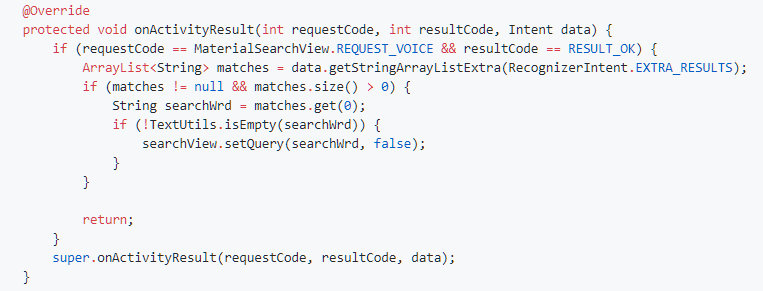 @Override
protected void onActivityResult(int requestCode, int resultCode, Intent data) {
    if (requestCode == MaterialSearchView.REQUEST_VOICE && resultCode == RESULT_OK) {
        ArrayList<String> matches = data.getStringArrayListExtra(RecognizerIntent.EXTRA_RESULTS);
        if (matches != null && matches.size() > 0) {
            String searchWrd = matches.get(0);
            if (!TextUtils.isEmpty(searchWrd)) {
                searchView.setQuery(searchWrd, false);
            }
        }

        return;
    }
    super.onActivityResult(requestCode, resultCode, data);
}